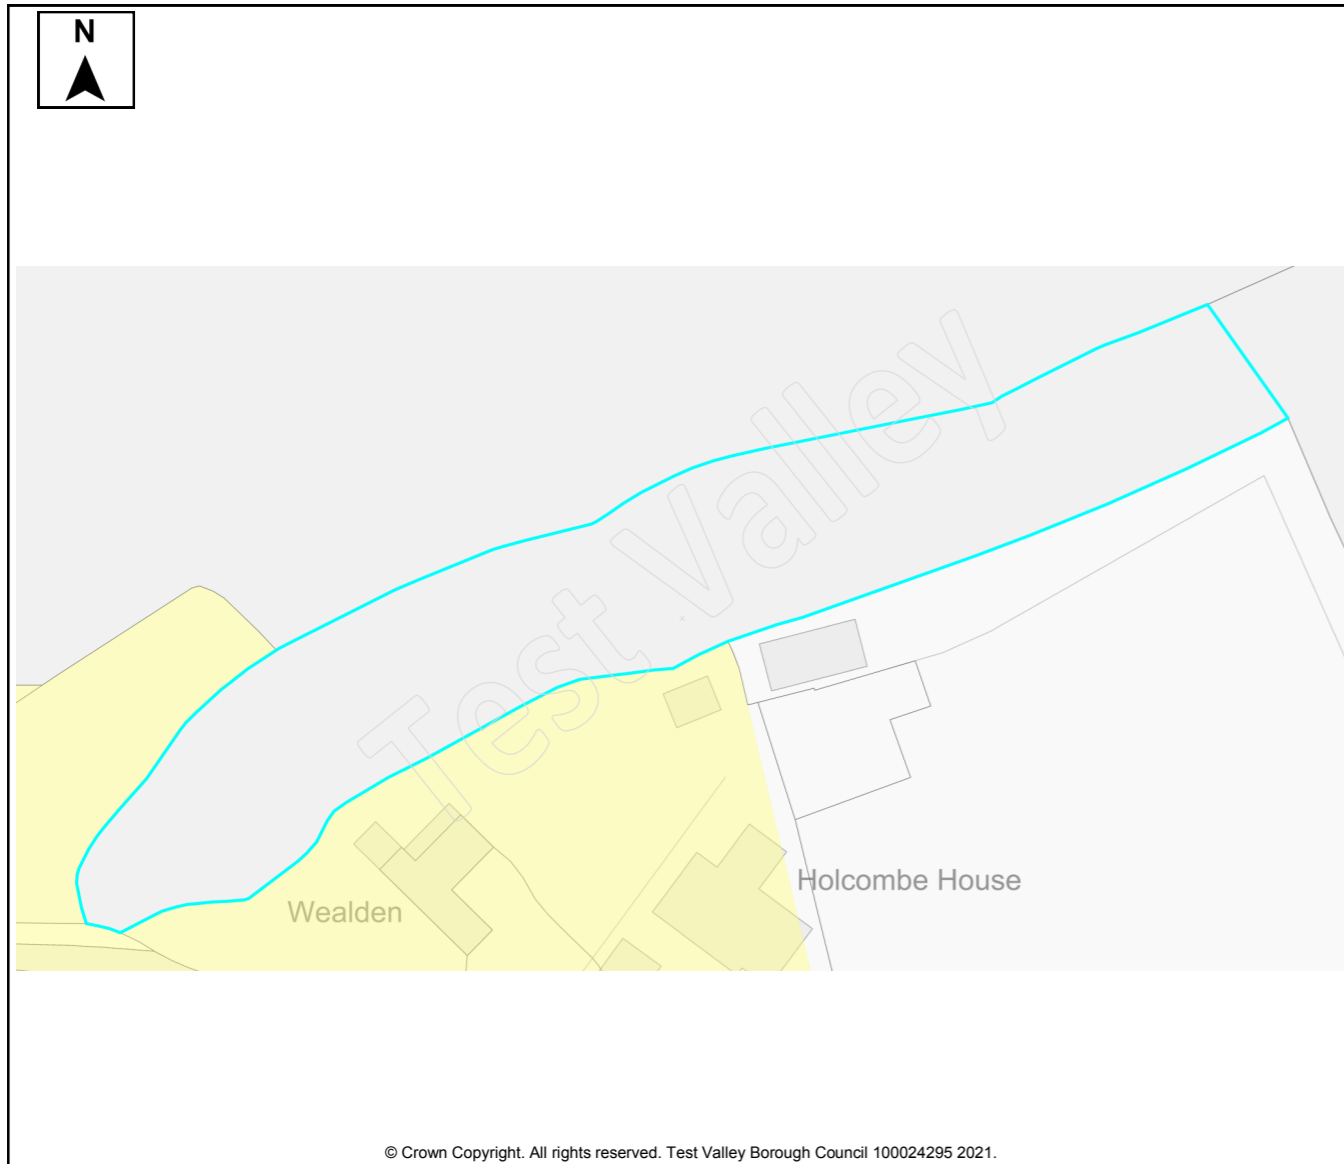 N
Test Valley
Holcombe House
Wealden
© Crown Copyright. All rights reserved. Test Valley Borough Council 100024295 2021.